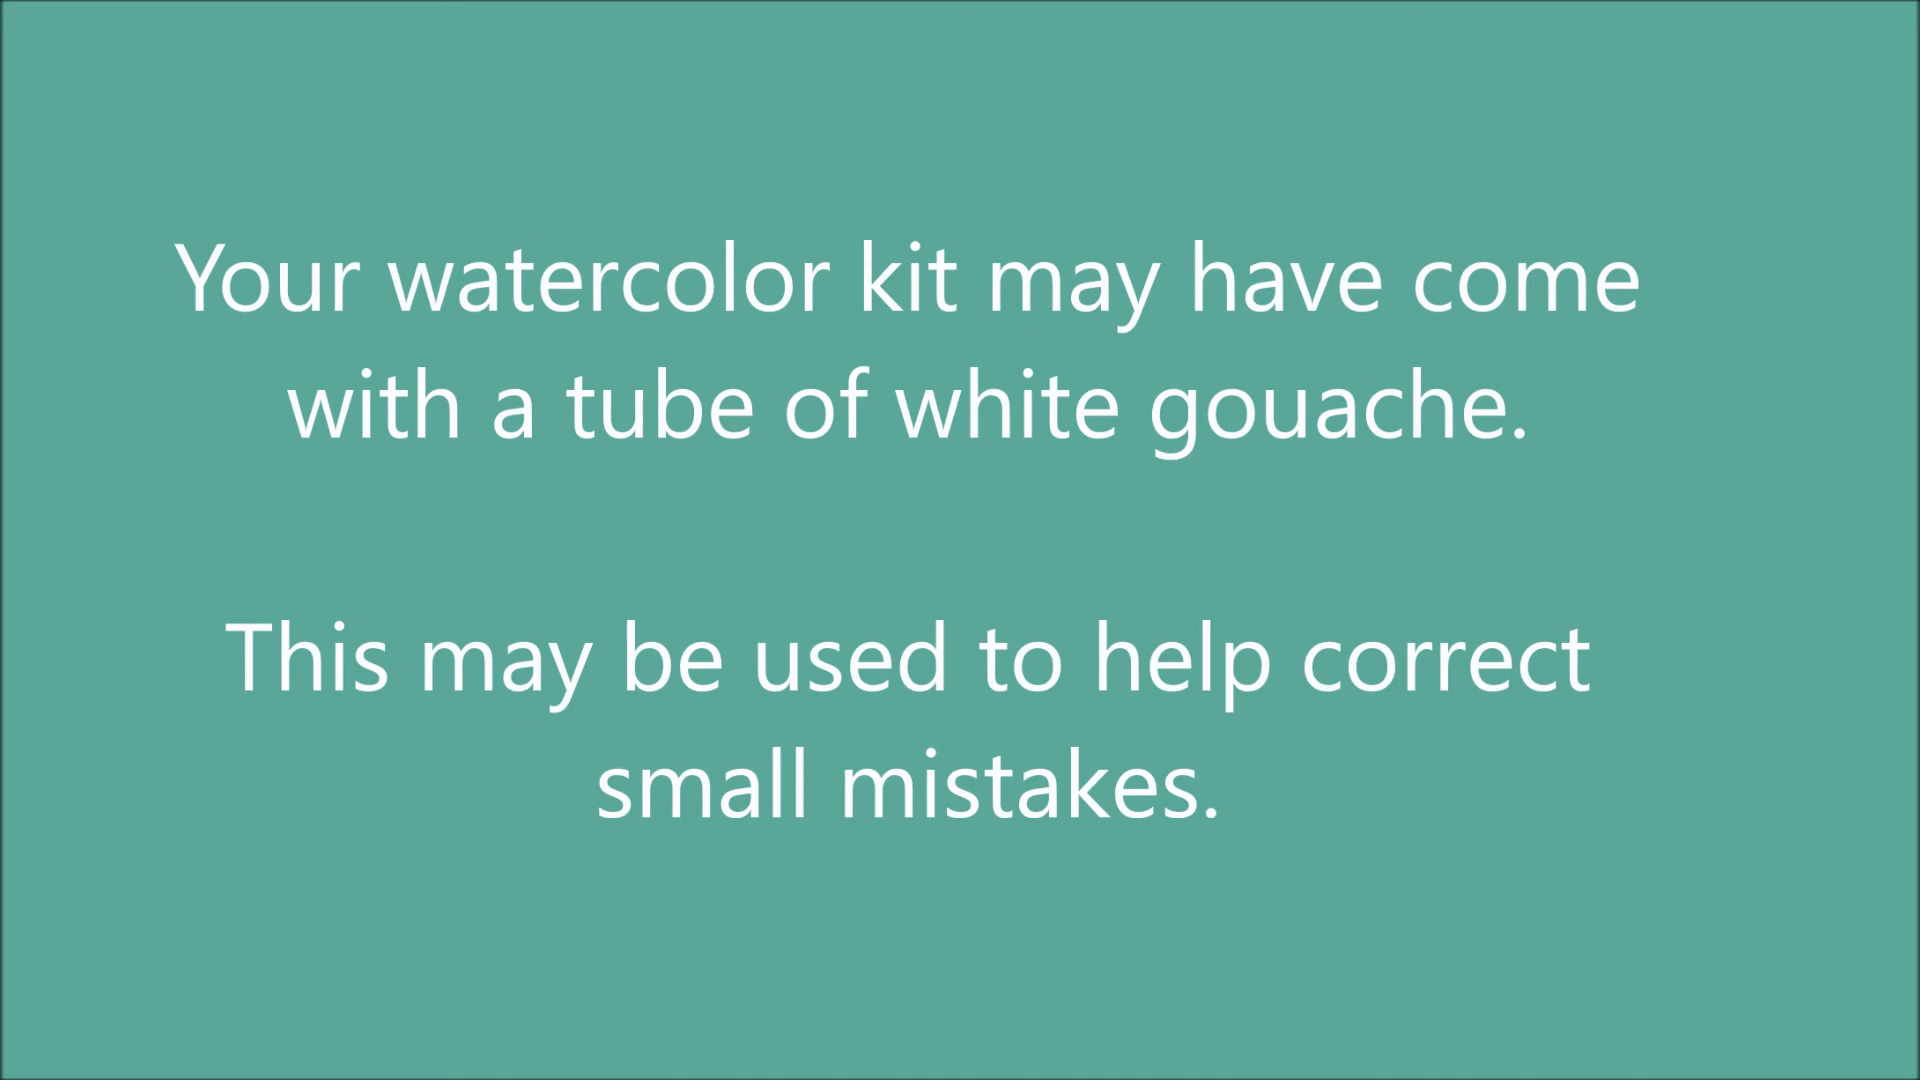 Your watercolor kit may have come
with a tube of white gouache.
This may be used to help correct
small mistakes.